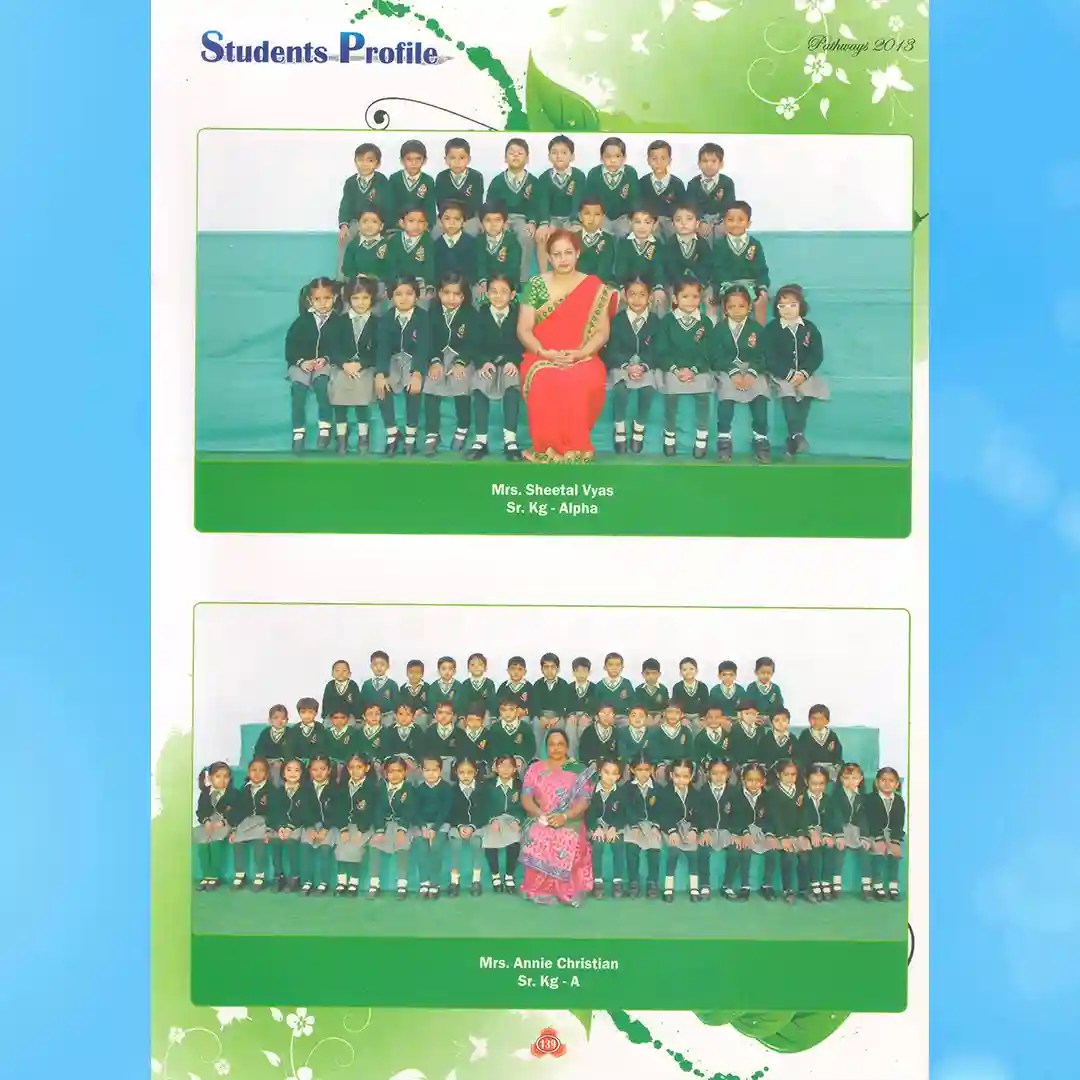 Students Profile
Pathways 2013
Mrs. Sheetal Vyas
Sr. Kg - Alpha
Mrs. Annie Christian
Sr. Kg - A
139